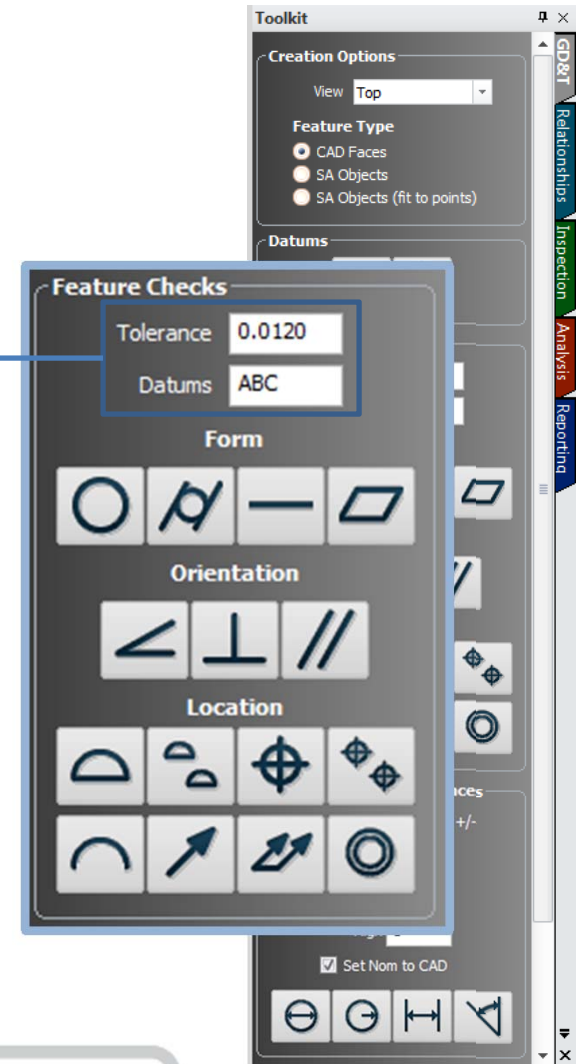 Toolkit
Creation Options
View Top
Feature Type
CAD Faces
SA Objects
SA Objects (fit to points)
Datums
Feature Checks
Tolerance 0.0120
Datums ABC
Form
Orientation
Location
ces
+/-
Set Nom to CAD
GD&T
Relationships
Inspection
Analysis
Reporting